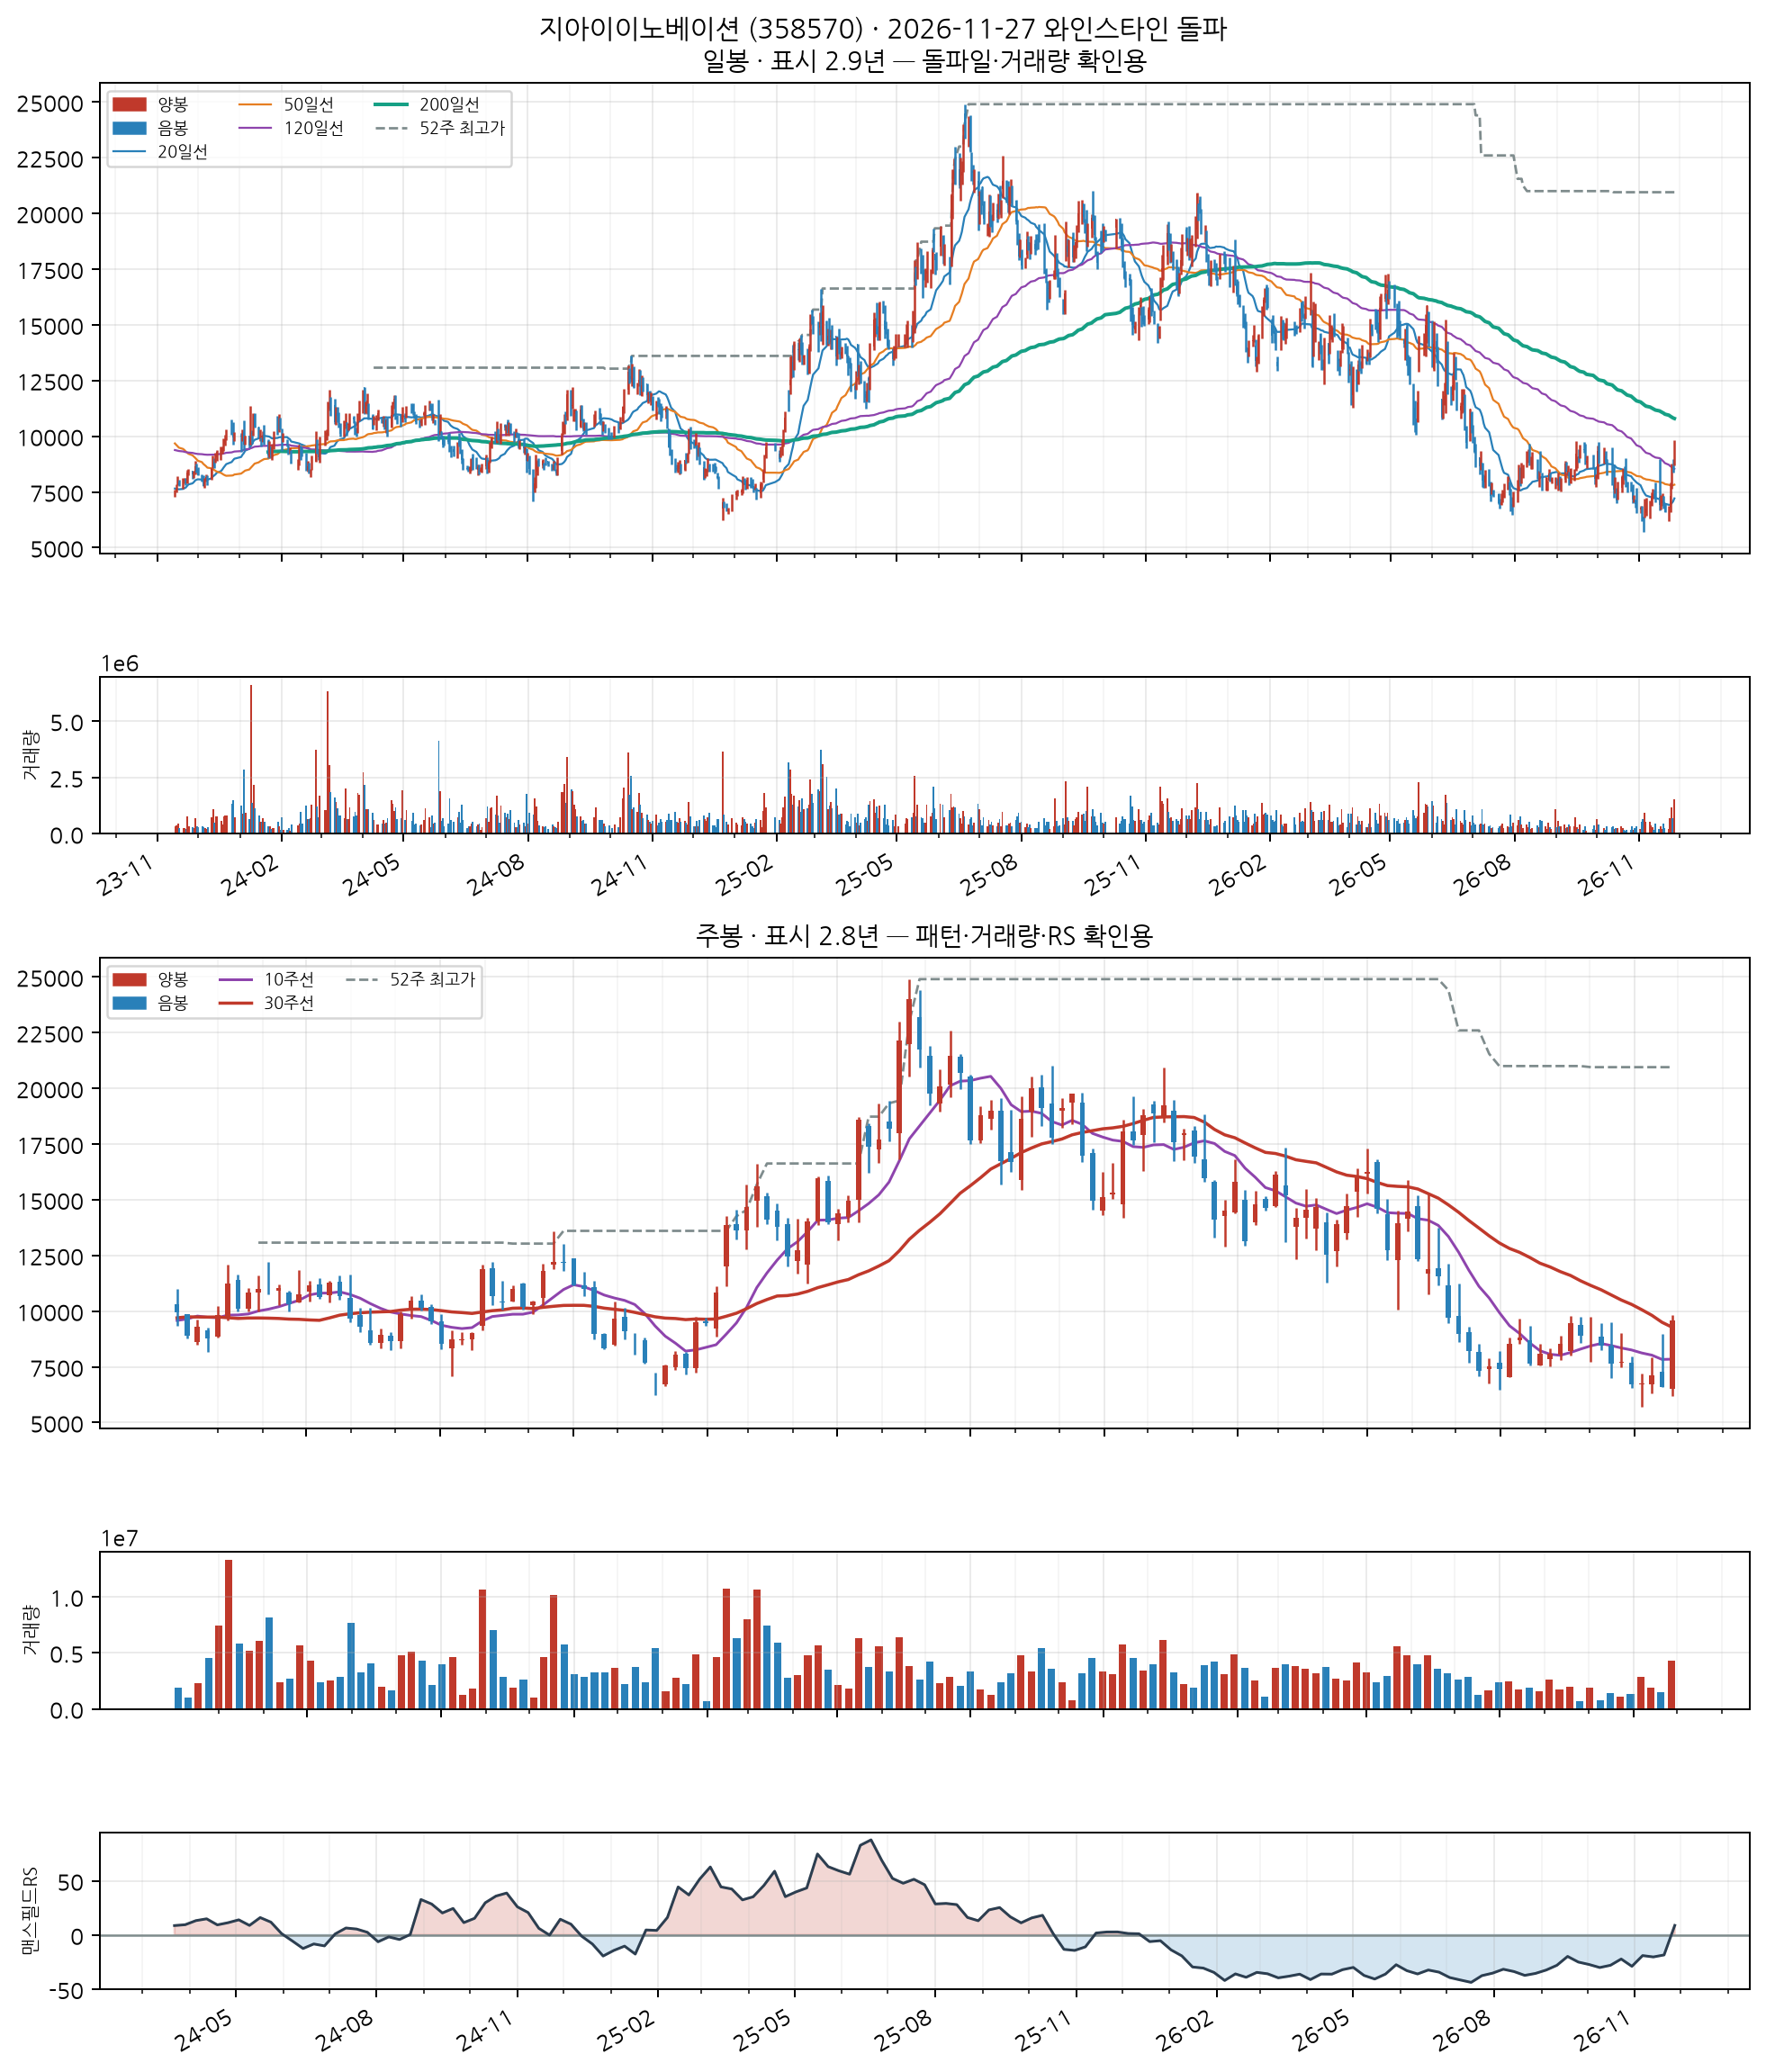 지아이이노베이션 (358570) · 2026-11-27 와인스타인 돌파
일봉 · 표시 2.9년 — 돌파일·거래량 확인용
양봉 50일선 200일선
음봉 120일선 52주 최고가
20일선
25000
22500
20000
17500
15000
12500
10000
7500
5000
1e6
거래량
5.0
2.5
0.0
23-11 24-02 24-05 24-08 24-11 25-02 25-05 25-08 25-11 26-02 26-05 26-08 26-11
주봉 · 표시 2.8년 — 패턴·거래량·RS 확인용
양봉 10주선 52주 최고가
음봉 30주선
25000
22500
20000
17500
15000
12500
10000
7500
5000
1e7
거래량
1.0
0.5
0.0
맨스필드RS
50
0
-50
24-05 24-08 24-11 25-02 25-05 25-08 25-11 26-02 26-05 26-08 26-11